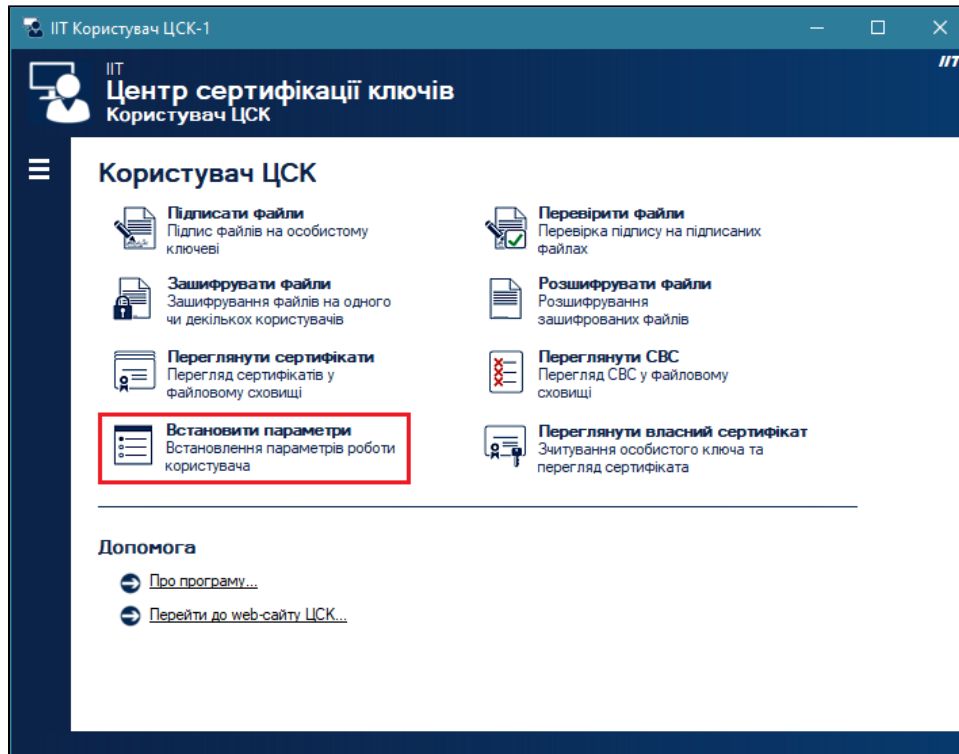 ІІТ Користувач ЦСК-1
ІІТ
ІІТ
Центр сертифікації ключів
Користувач ЦСК
Користувач ЦСК
Підписати файли
Підпис файлів на особистому
ключеві
Перевірити файли
Перевірка підпису на підписаних
файлах
Зашифрувати файли
Зашифрування файлів на одного
чи декількох користувачів
Розшифрувати файли
Розшифрування
зашифрованих файлів
Переглянути сертифікати
Перегляд сертифікатів у
файловому сховищі
Переглянути СВС
Перегляд СВС у файловому
сховищі
Встановити параметри
Встановлення параметрів роботи
користувача
Переглянути власний сертифікат
Зчитування особистого ключа та
перегляд сертифіката
Допомога
Про програму...
Перейти до web-сайту ЦСК...